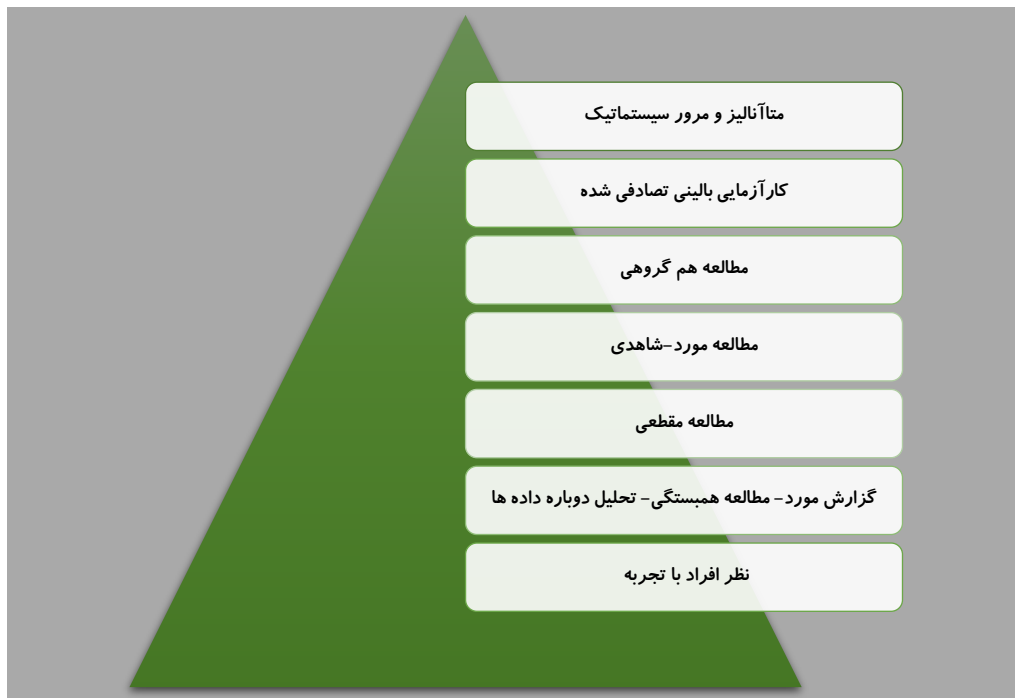 متاآنالیز و مرور سیستماتیک
کارآزمایی بالینی تصادفی شده
مطالعه هم گروهی
مطالعه مورد–شاهدی
مطالعه مقطعی
گزارش مورد– مطالعه همبستگی– تحلیل دوباره داده ها
نظر افراد با تجربه